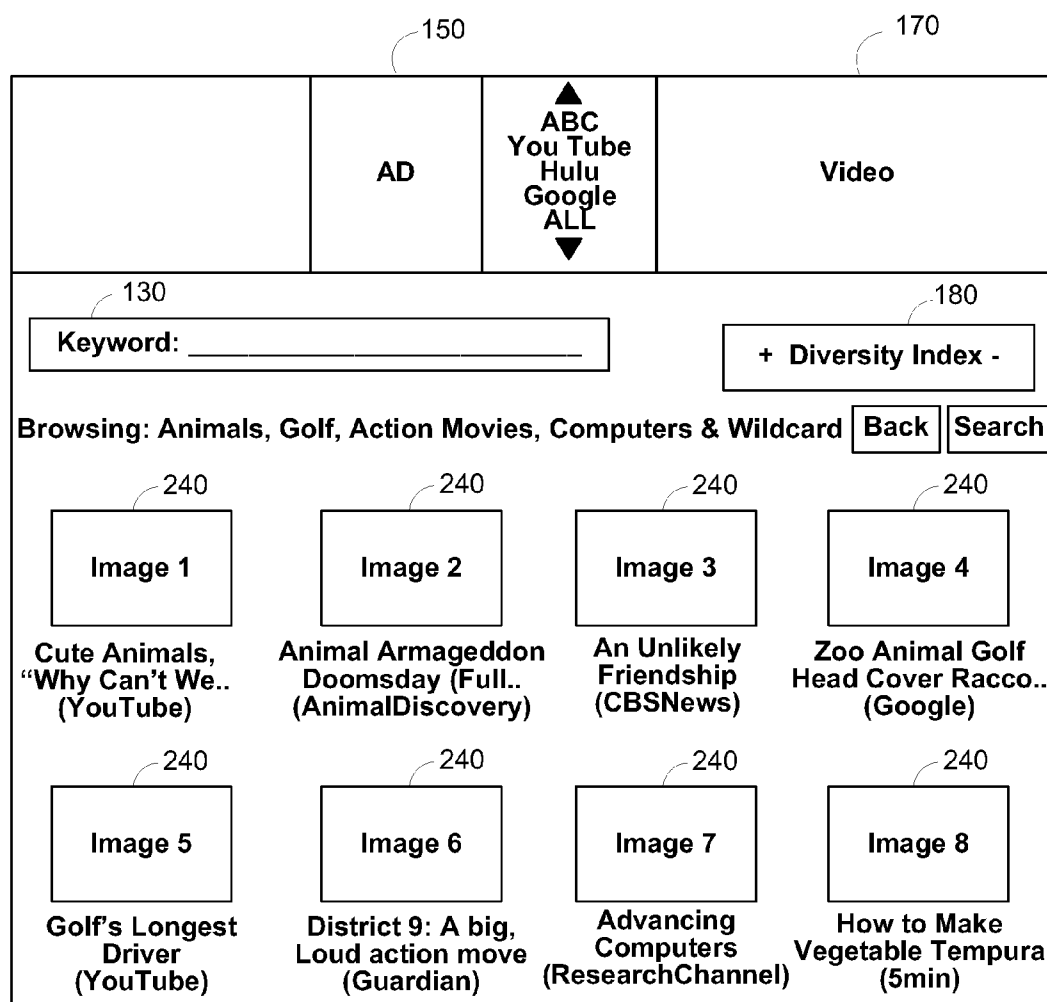 150
170
AD
▲
ABC
You Tube
Hulu
Google
ALL
▼
Video
130
180
Keyword: __________________________
+ Diversity Index -
Browsing: Animals, Golf, Action Movies, Computers & Wildcard
Back
Search
240
240
240
240
Image 1
Image 2
Image 3
Image 4
Cute Animals,
“Why Can't We..
(YouTube)
Animal Armageddon
Doomsday (Full..
(AnimalDiscovery)
An Unlikely
Friendship
(CBSNews)
Zoo Animal Golf
Head Cover Racco..
(Google)
240
240
240
240
Image 5
Image 6
Image 7
Image 8
Golf's Longest
Driver
(YouTube)
District 9: A big,
Loud action move
(Guardian)
Advancing
Computers
(ResearchChannel)
How to Make
Vegetable Tempura
(5min)